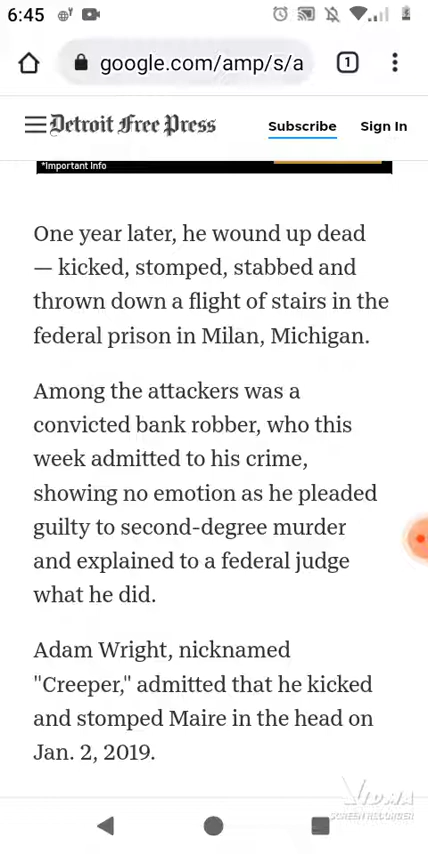 6:45
google.com/amp/s/a
1
Detroit Free Press
Subscribe
Sign In
*Important Info
One year later, he wound up dead
— kicked, stomped, stabbed and
thrown down a flight of stairs in the
federal prison in Milan, Michigan.
Among the attackers was a
convicted bank robber, who this
week admitted to his crime,
showing no emotion as he pleaded
guilty to second-degree murder
and explained to a federal judge
what he did.
Adam Wright, nicknamed
"Creeper," admitted that he kicked
and stomped Maire in the head on
Jan. 2, 2019.
VIDMA
SCREEN RECORDER